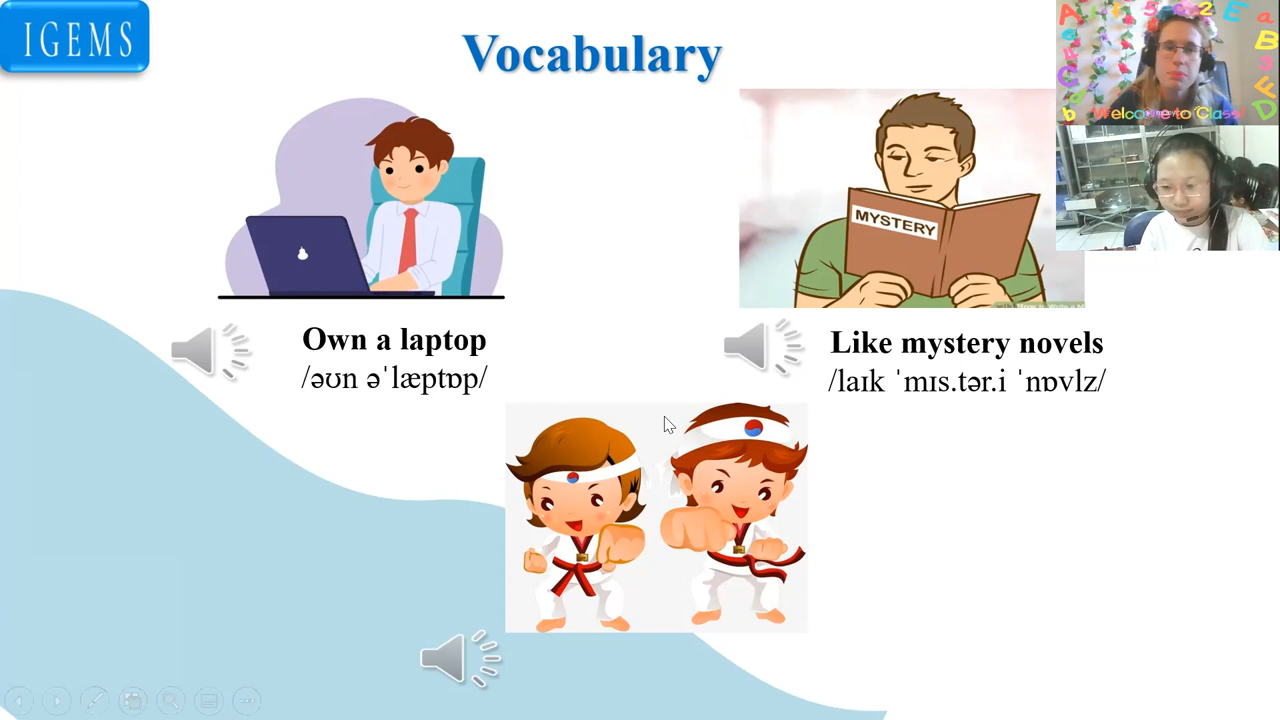 IGEMS
Vocabulary
MYSTERY
Welcome to Class!
Own a laptop
/əʊn əˈlæptɒp/
Like mystery novels
/laɪk ˈmɪs.tər.i ˈnɒvlz/